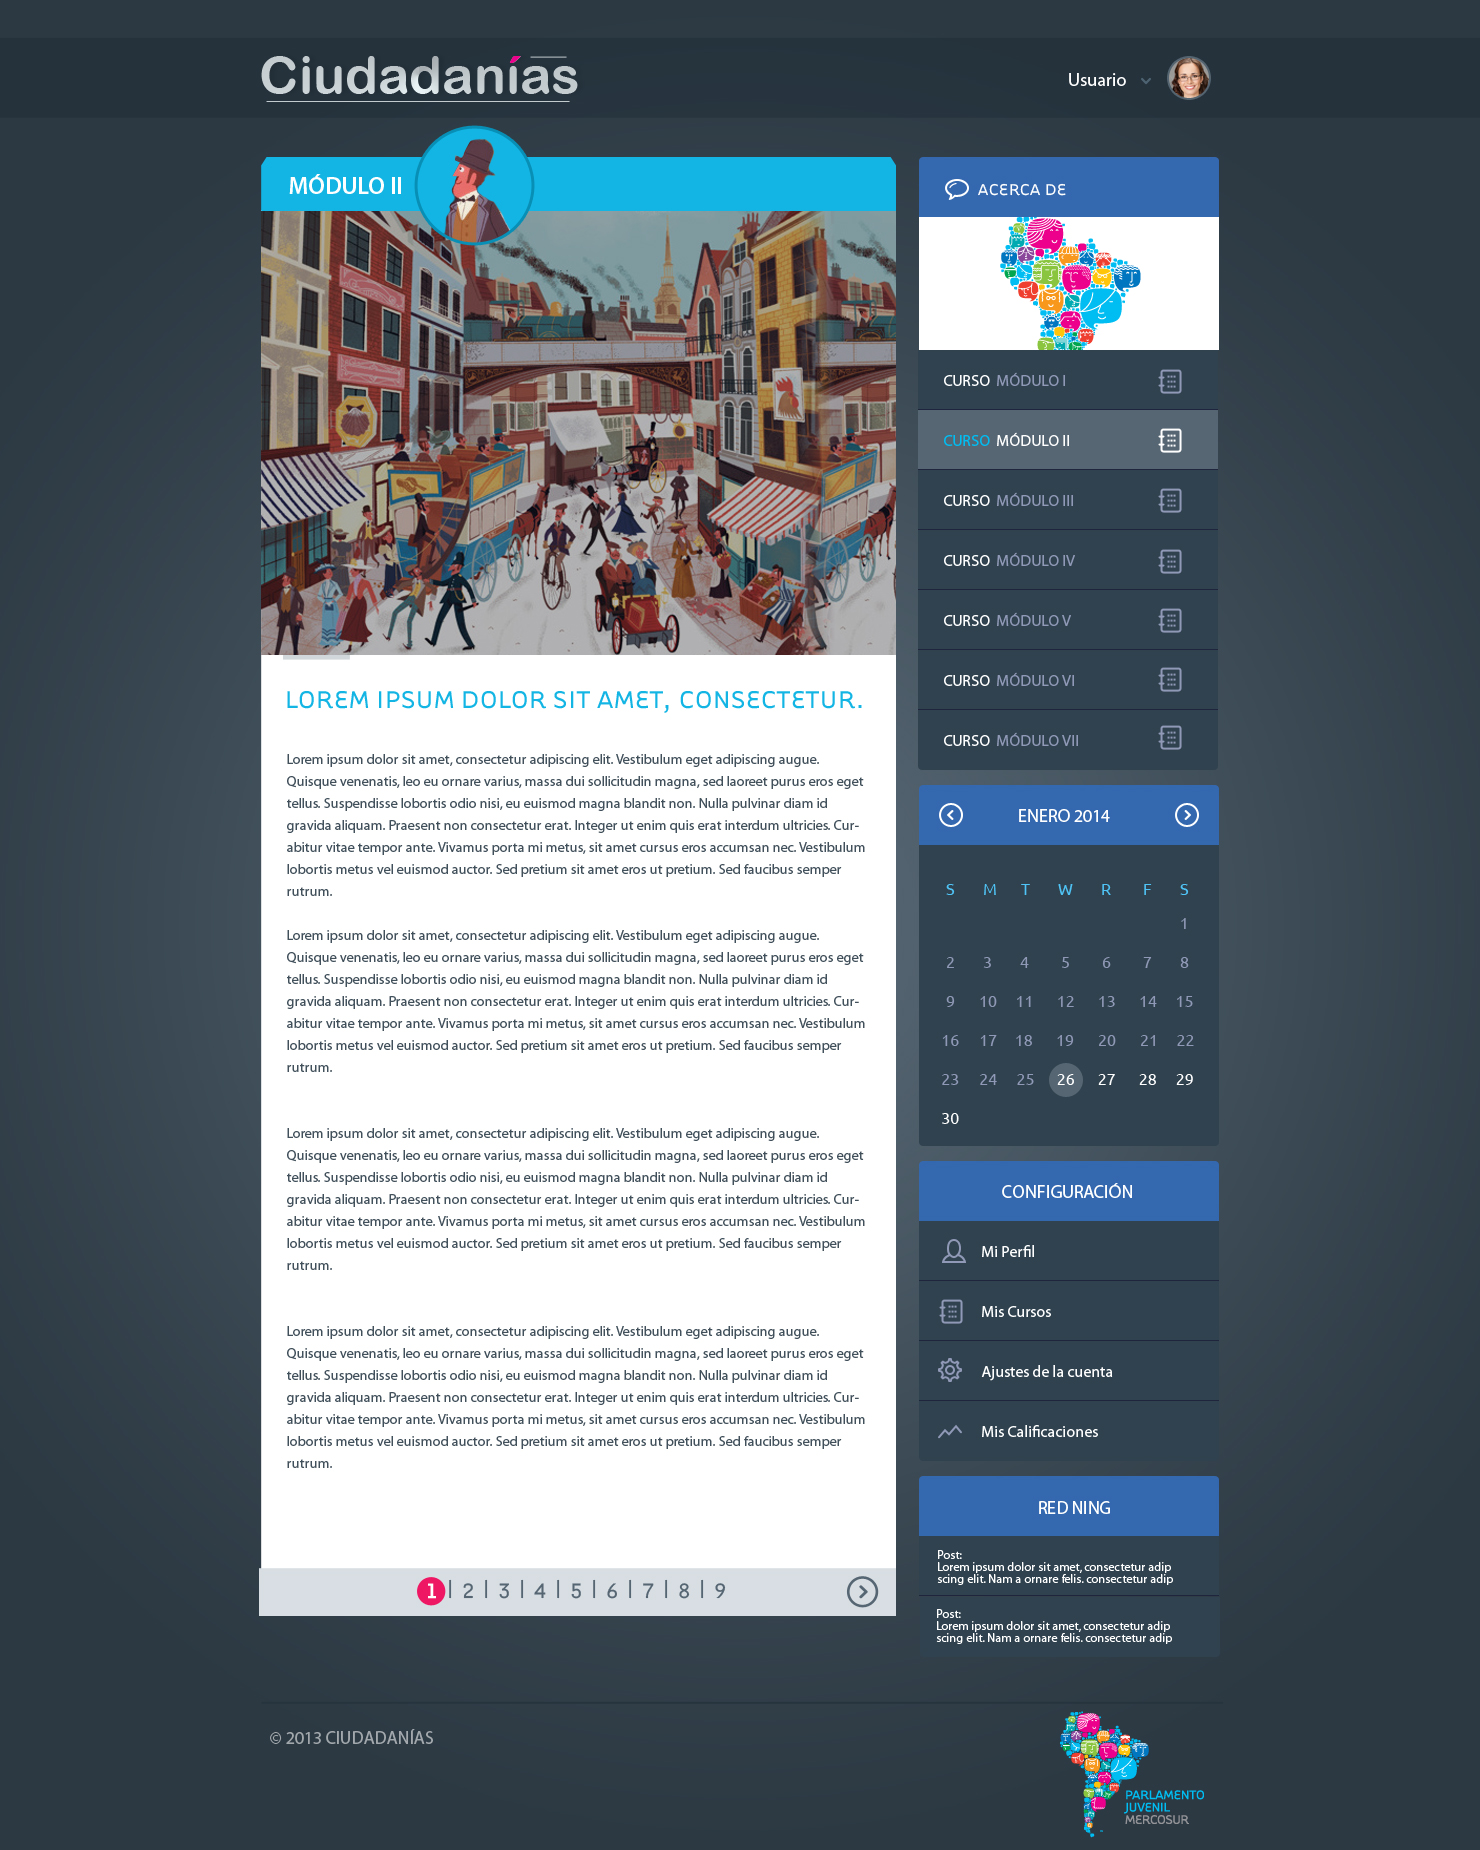 Ciudadanías
Usuario
MÓDULO II
LOREM IPSUM DOLOR SIT AMET, CONSECTETUR.
Lorem ipsum dolor sit amet, consectetur adipiscing elit. Vestibulum eget adipiscing augue.
Quisque venenatis, leo eu ornare varius, massa dui sollicitudin magna, sed laoreet purus eros eget
tellus. Suspendisse lobortis odio nisi, eu euismod magna blandit non. Nulla pulvinar diam id
gravida aliquam. Praesent non consectetur erat. Integer ut enim quis erat interdum ultricies. Cur-
abitur vitae tempor ante. Vivamus porta mi metus, sit amet cursus eros accumsan nec. Vestibulum
lobortis metus vel euismod auctor. Sed pretium sit amet eros ut pretium. Sed faucibus semper
rutrum.
Lorem ipsum dolor sit amet, consectetur adipiscing elit. Vestibulum eget adipiscing augue.
Quisque venenatis, leo eu ornare varius, massa dui sollicitudin magna, sed laoreet purus eros eget
tellus. Suspendisse lobortis odio nisi, eu euismod magna blandit non. Nulla pulvinar diam id
gravida aliquam. Praesent non consectetur erat. Integer ut enim quis erat interdum ultricies. Cur-
abitur vitae tempor ante. Vivamus porta mi metus, sit amet cursus eros accumsan nec. Vestibulum
lobortis metus vel euismod auctor. Sed pretium sit amet eros ut pretium. Sed faucibus semper
rutrum.
Lorem ipsum dolor sit amet, consectetur adipiscing elit. Vestibulum eget adipiscing augue.
Quisque venenatis, leo eu ornare varius, massa dui sollicitudin magna, sed laoreet purus eros eget
tellus. Suspendisse lobortis odio nisi, eu euismod magna blandit non. Nulla pulvinar diam id
gravida aliquam. Praesent non consectetur erat. Integer ut enim quis erat interdum ultricies. Cur-
abitur vitae tempor ante. Vivamus porta mi metus, sit amet cursus eros accumsan nec. Vestibulum
lobortis metus vel euismod auctor. Sed pretium sit amet eros ut pretium. Sed faucibus semper
rutrum.
Lorem ipsum dolor sit amet, consectetur adipiscing elit. Vestibulum eget adipiscing augue.
Quisque venenatis, leo eu ornare varius, massa dui sollicitudin magna, sed laoreet purus eros eget
tellus. Suspendisse lobortis odio nisi, eu euismod magna blandit non. Nulla pulvinar diam id
gravida aliquam. Praesent non consectetur erat. Integer ut enim quis erat interdum ultricies. Cur-
abitur vitae tempor ante. Vivamus porta mi metus, sit amet cursus eros accumsan nec. Vestibulum
lobortis metus vel euismod auctor. Sed pretium sit amet eros ut pretium. Sed faucibus semper
rutrum.
1 | 2 | 3 | 4 | 5 | 6 | 7 | 8 | 9
ACERCA DE
CURSO MÓDULO I
CURSO MÓDULO II
CURSO MÓDULO III
CURSO MÓDULO IV
CURSO MÓDULO V
CURSO MÓDULO VI
CURSO MÓDULO VII
ENERO 2014
S M T W R F S
1
2 3 4 5 6 7 8
9 10 11 12 13 14 15
16 17 18 19 20 21 22
23 24 25 26 27 28 29
30
CONFIGURACIÓN
Mi Perfil
Mis Cursos
Ajustes de la cuenta
Mis Calificaciones
RED NING
Post:
Lorem ipsum dolor sit amet, consectetur adip
scing elit. Nam a ornare felis. consectetur adip
Post:
Lorem ipsum dolor sit amet, consectetur adip
scing elit. Nam a ornare felis. consectetur adip
© 2013 CIUDADANÍAS
PARLAMENTO
JUVENIL
MERCOSUR